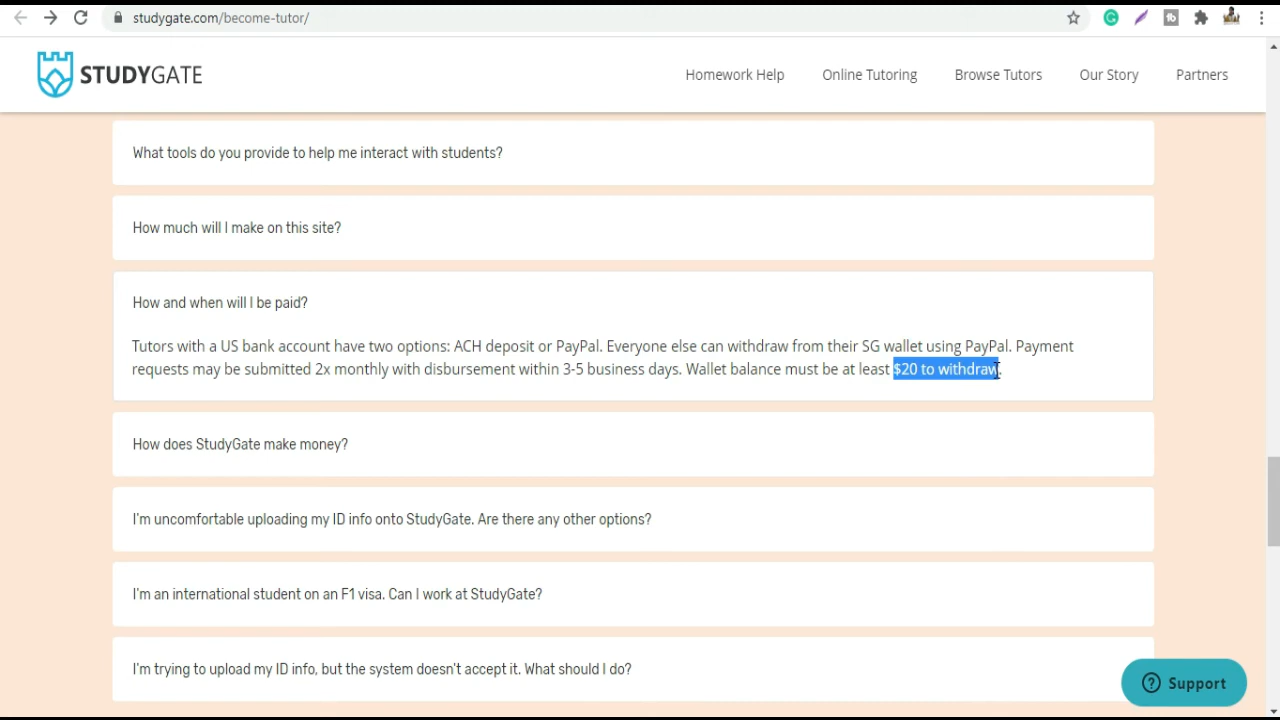 studygate.com/become-tutor/
STUDYGATE
Homework Help
Online Tutoring
Browse Tutors
Our Story
Partners
What tools do you provide to help me interact with students?
How much will I make on this site?
How and when will I be paid?
Tutors with a US bank account have two options: ACH deposit or PayPal. Everyone else can withdraw from their SG wallet using PayPal. Payment
requests may be submitted 2x monthly with disbursement within 3-5 business days. Wallet balance must be at least $20 to withdraw.
How does StudyGate make money?
I'm uncomfortable uploading my ID info onto StudyGate. Are there any other options?
I'm an international student on an F1 visa. Can I work at StudyGate?
I'm trying to upload my ID info, but the system doesn't accept it. What should I do?
Support